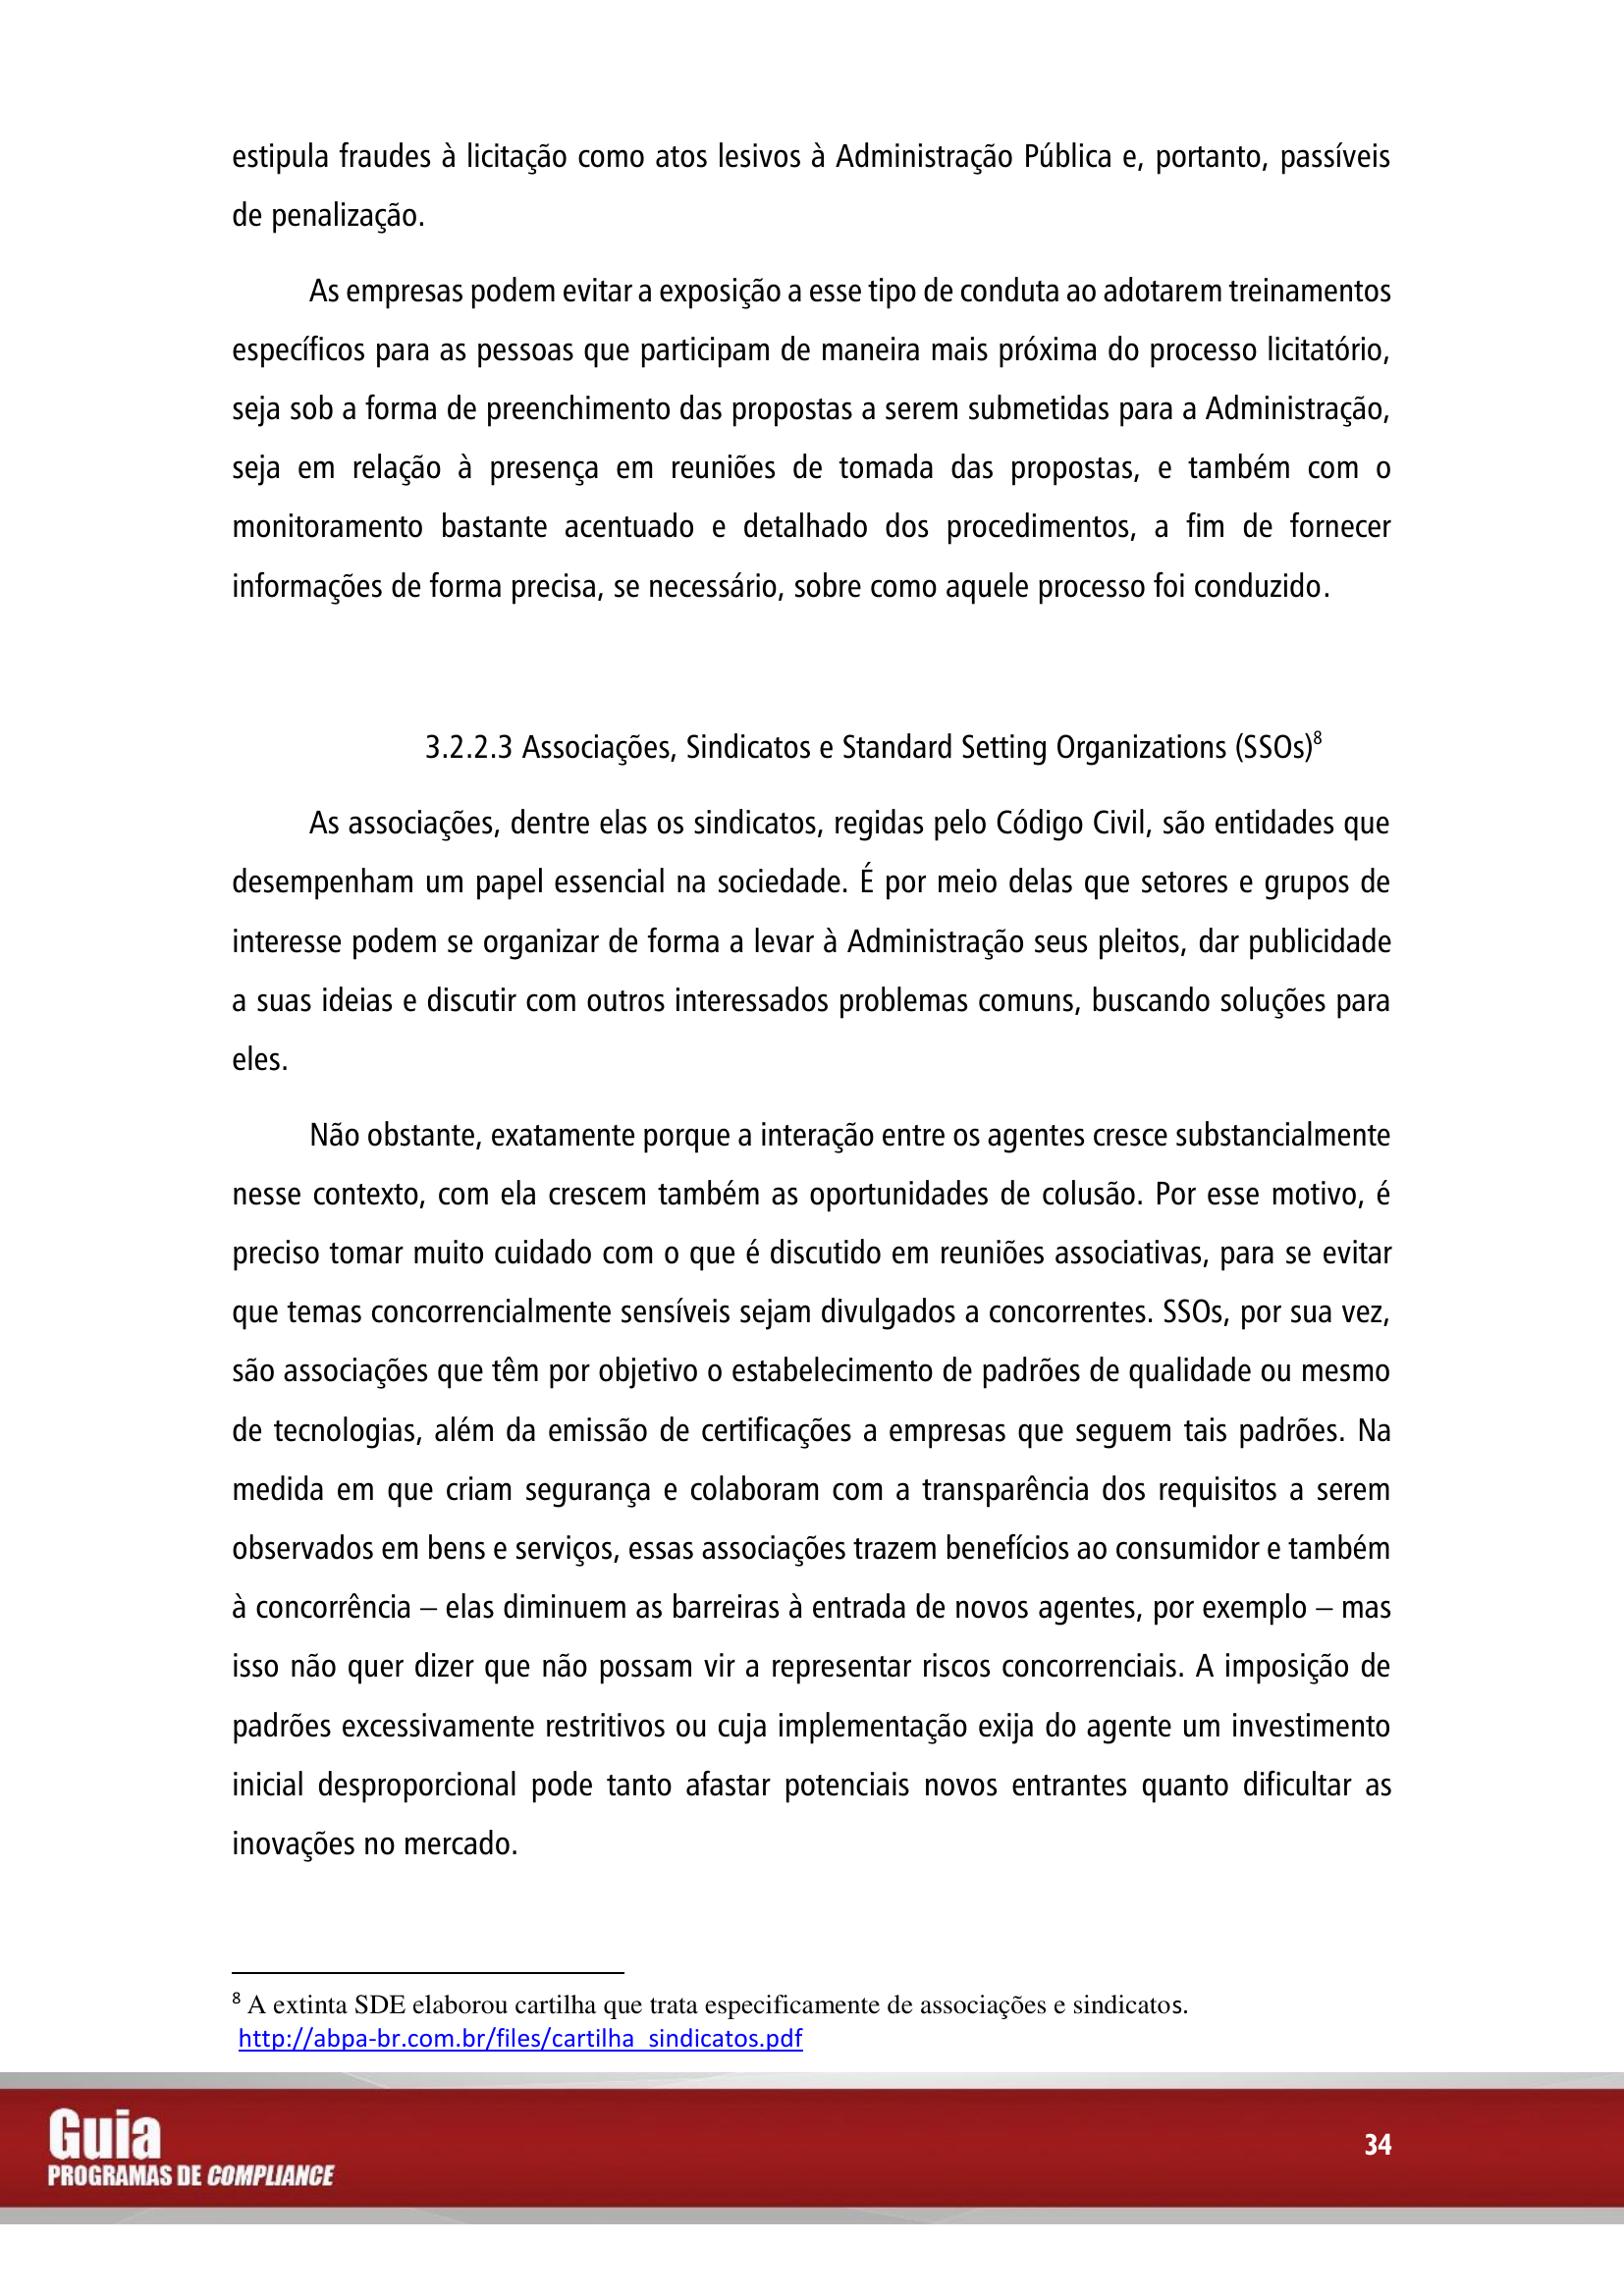 estipula fraudes à licitação como atos lesivos à Administração Pública e, portanto, passíveis
de penalização.
As empresas podem evitar a exposição a esse tipo de conduta ao adotarem treinamentos
específicos para as pessoas que participam de maneira mais próxima do processo licitatório,
seja sob a forma de preenchimento das propostas a serem submetidas para a Administração,
seja em relação à presença em reuniões de tomada das propostas, e também com o
monitoramento bastante acentuado e detalhado dos procedimentos, a fim de fornecer
informações de forma precisa, se necessário, sobre como aquele processo foi conduzido.
3.2.2.3 Associações, Sindicatos e Standard Setting Organizations (SSOs)⁸
As associações, dentre elas os sindicatos, regidas pelo Código Civil, são entidades que
desempenham um papel essencial na sociedade. É por meio delas que setores e grupos de
interesse podem se organizar de forma a levar à Administração seus pleitos, dar publicidade
a suas ideias e discutir com outros interessados problemas comuns, buscando soluções para
eles.
Não obstante, exatamente porque a interação entre os agentes cresce substancialmente
nesse contexto, com ela crescem também as oportunidades de colusão. Por esse motivo, é
preciso tomar muito cuidado com o que é discutido em reuniões associativas, para se evitar
que temas concorrencialmente sensíveis sejam divulgados a concorrentes. SSOs, por sua vez,
são associações que têm por objetivo o estabelecimento de padrões de qualidade ou mesmo
de tecnologias, além da emissão de certificações a empresas que seguem tais padrões. Na
medida em que criam segurança e colaboram com a transparência dos requisitos a serem
observados em bens e serviços, essas associações trazem benefícios ao consumidor e também
à concorrência – elas diminuem as barreiras à entrada de novos agentes, por exemplo – mas
isso não quer dizer que não possam vir a representar riscos concorrenciais. A imposição de
padrões excessivamente restritivos ou cuja implementação exija do agente um investimento
inicial desproporcional pode tanto afastar potenciais novos entrantes quanto dificultar as
inovações no mercado.
⁸ A extinta SDE elaborou cartilha que trata especificamente de associações e sindicatos.
http://abpa-br.com.br/files/cartilha_sindicatos.pdf
Guia
PROGRAMAS DE COMPLIANCE
34